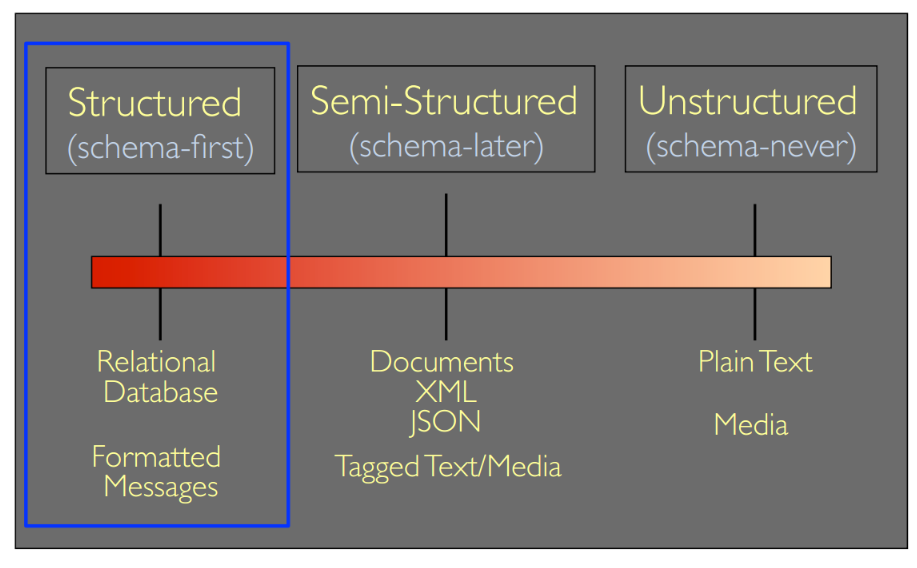 Structured
(schema-first)
Semi-Structured
(schema-later)
Unstructured
(schema-never)
Relational
Database
Formatted
Messages
Documents
XML
JSON
Tagged Text/Media
Plain Text
Media